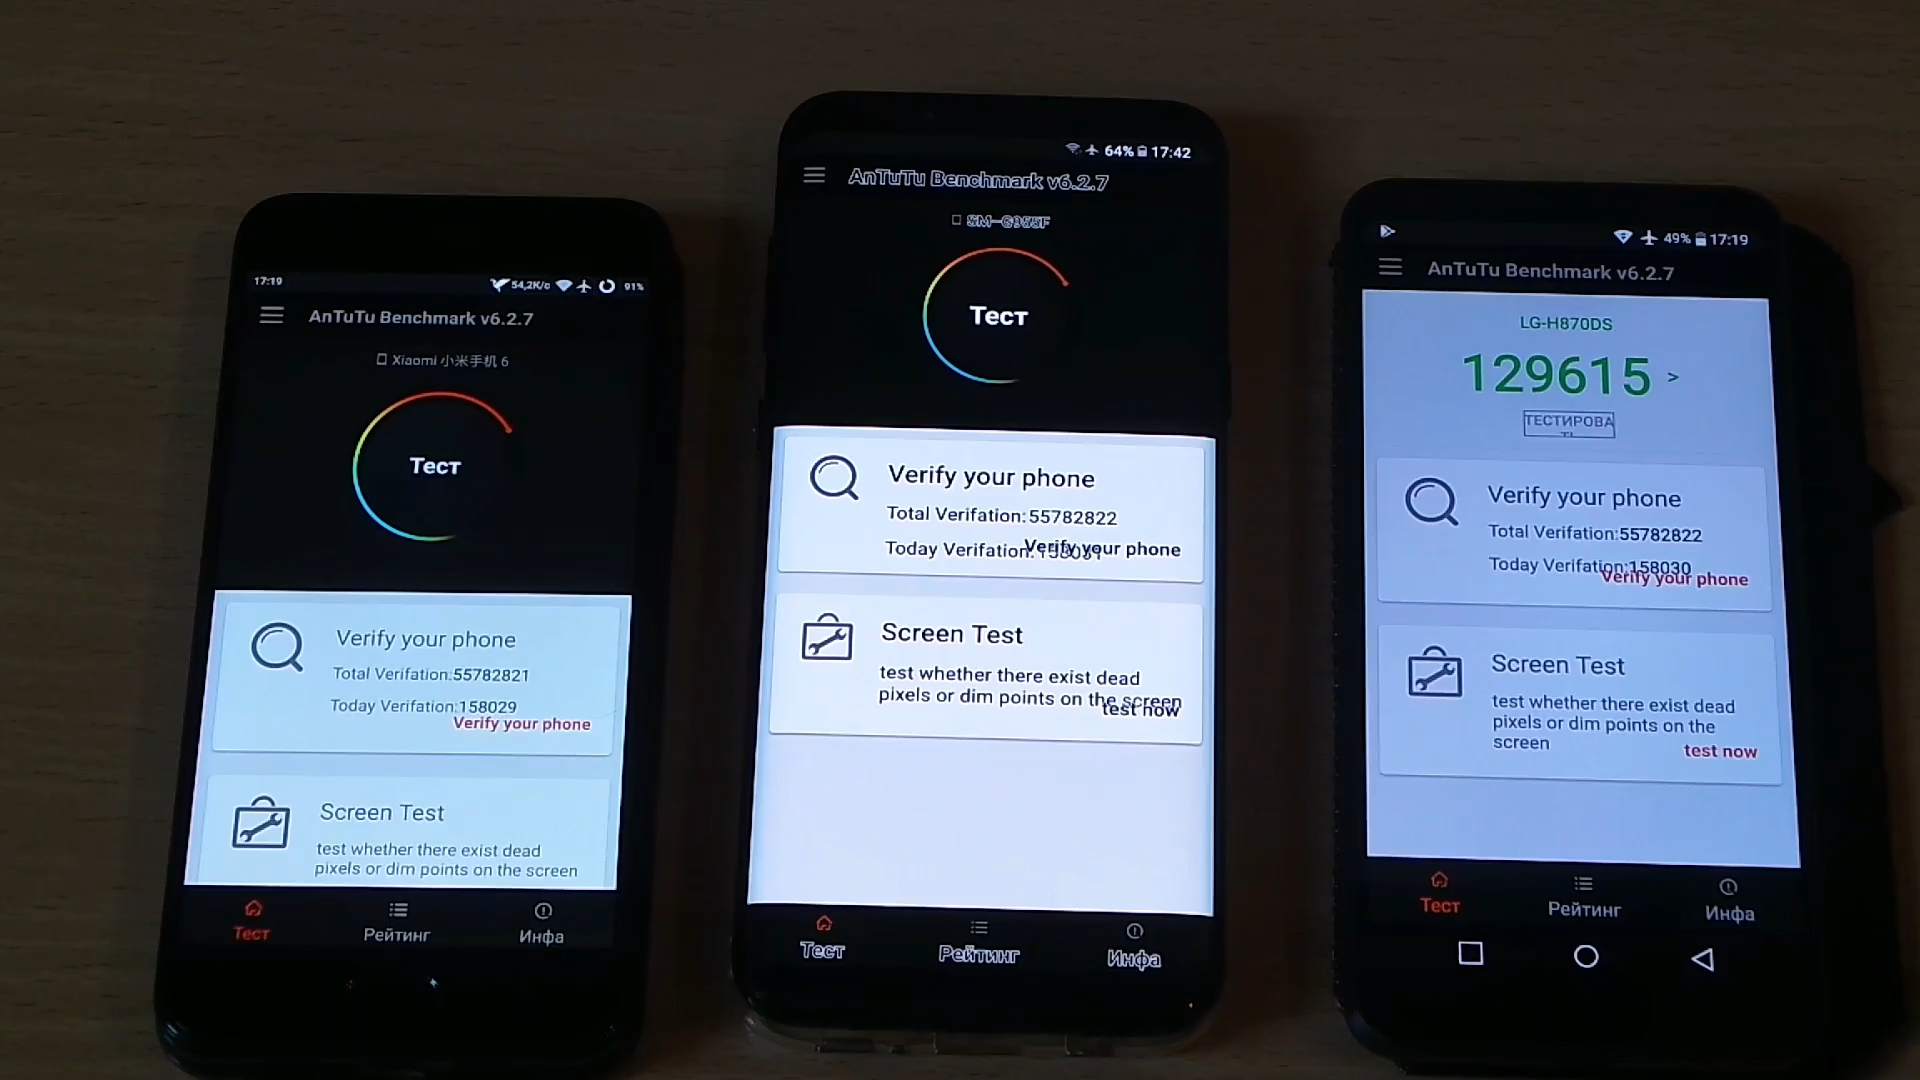 17:19
54,2K/c
91%
AnTuTu Benchmark v6.2.7
Xiaomi 小米手机 6
Тест
Verify your phone
Total Verifation:55782821
Today Verifation:158029
Verify your phone
Screen Test
test whether there exist dead
pixels or dim points on the screen
Тест
Рейтинг
Инфа
64%
17:42
AnTuTu Benchmark v6.2.7
SM-G955F
Тест
Verify your phone
Total Verifation:55782822
Today Verifation:
Verify your phone
Screen Test
test whether there exist dead
pixels or dim points on the screen
test now
Тест
Рейтинг
Инфа
49%
17:19
AnTuTu Benchmark v6.2.7
LG-H870DS
129615 >
ТЕСТИРОВА
Verify your phone
Total Verifation:55782822
Today Verifation:158030
Verify your phone
Screen Test
test whether there exist dead
pixels or dim points on the
screen
test now
Тест
Рейтинг
Инфа